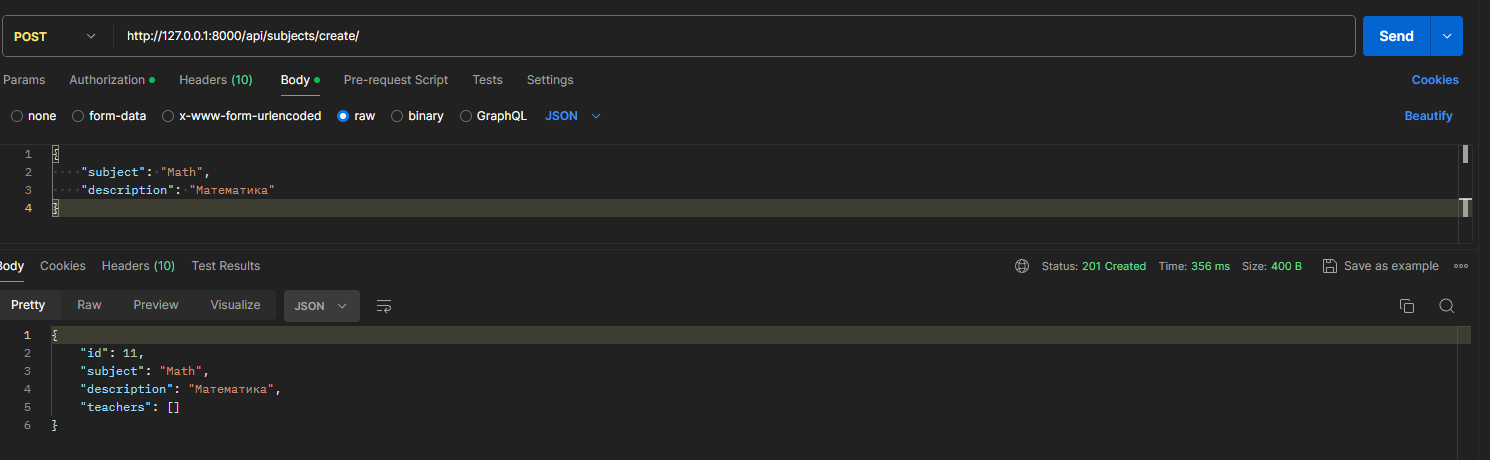 POST http://127.0.0.1:8000/api/subjects/create/ Send
Params Authorization Headers (10) Body Pre-request Script Tests Settings Cookies
none form-data x-www-form-urlencoded raw binary GraphQL JSON Beautify
1 {
2 "subject": "Math",
3 "description": "Математика"
4 }
Body Cookies Headers (10) Test Results Status: 201 Created Time: 356 ms Size: 400 B Save as example
Pretty Raw Preview Visualize JSON
1 {
2 "id": 11,
3 "subject": "Math",
4 "description": "Математика",
5 "teachers": []
6 }